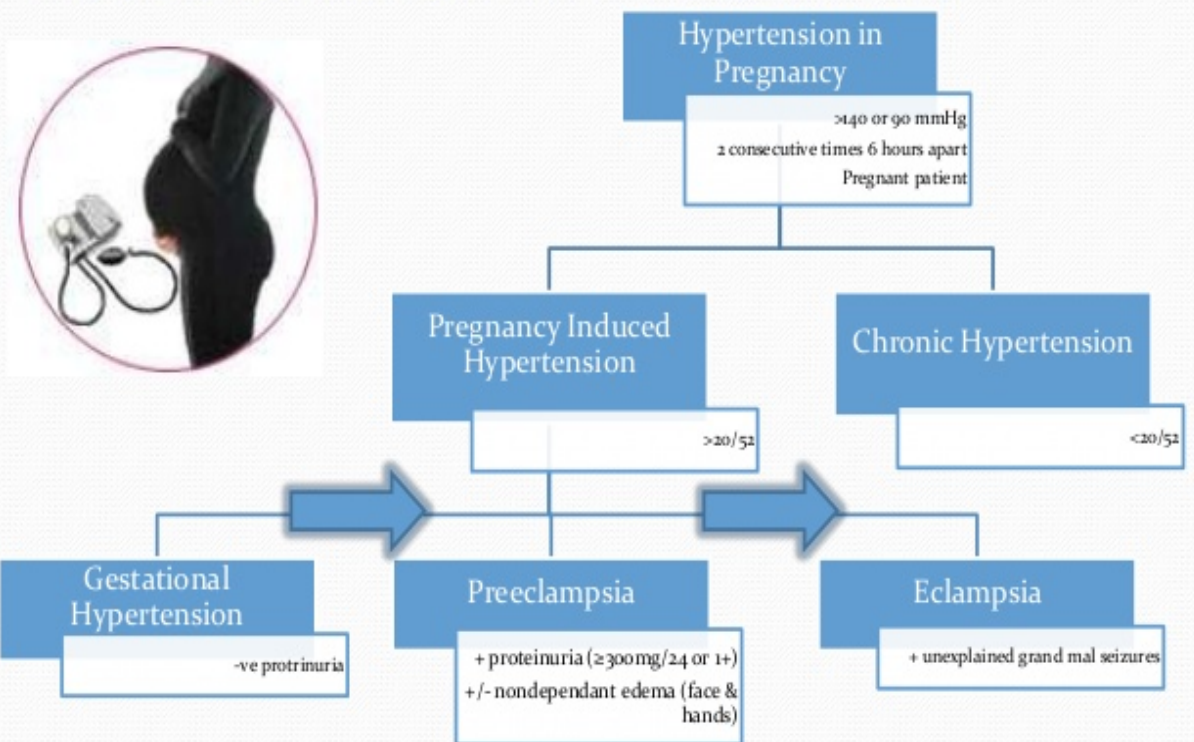 Hypertension in
Pregnancy
>140 or 90 mmHg
2 consecutive times 6 hours apart
Pregnant patient
Pregnancy Induced
Hypertension
>20/52
Chronic Hypertension
<20/52
Gestational
Hypertension
-ve protrinuria
Preeclampsia
+ proteinuria (≥300mg/24 or 1+)
+/- nondependant edema (face &
hands)
Eclampsia
+ unexplained grand mal seizures